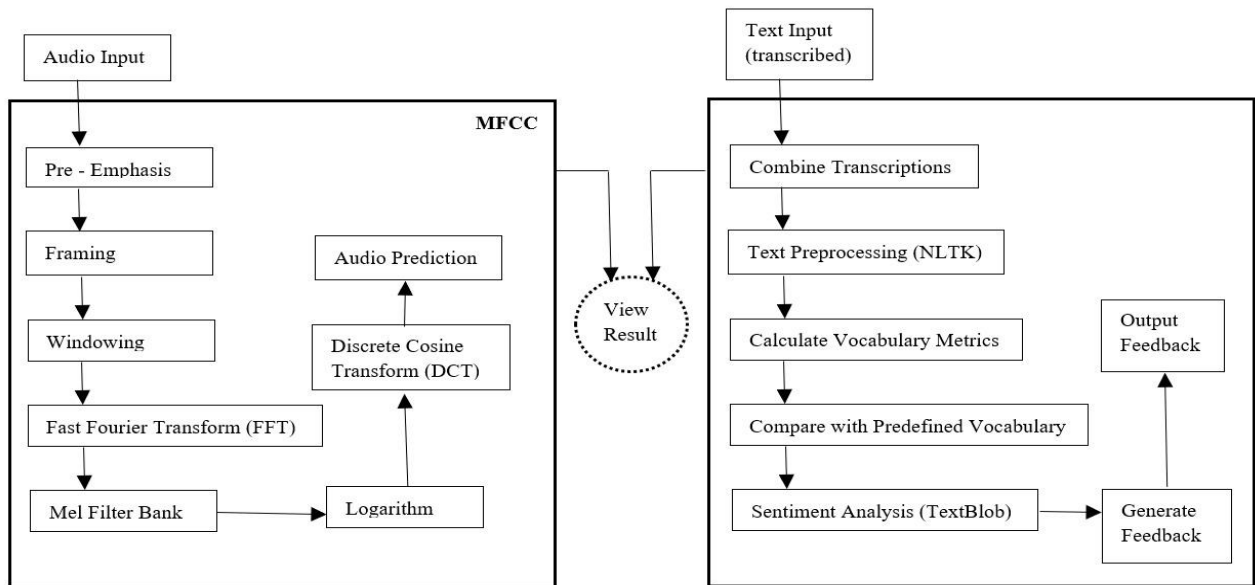 Audio Input
MFCC
Pre - Emphasis
Framing
Windowing
Fast Fourier Transform (FFT)
Mel Filter Bank
Logarithm
Discrete Cosine
Transform (DCT)
Audio Prediction
View
Result
Text Input
(transcribed)
Combine Transcriptions
Text Preprocessing (NLTK)
Calculate Vocabulary Metrics
Compare with Predefined Vocabulary
Sentiment Analysis (TextBlob)
Generate
Feedback
Output
Feedback